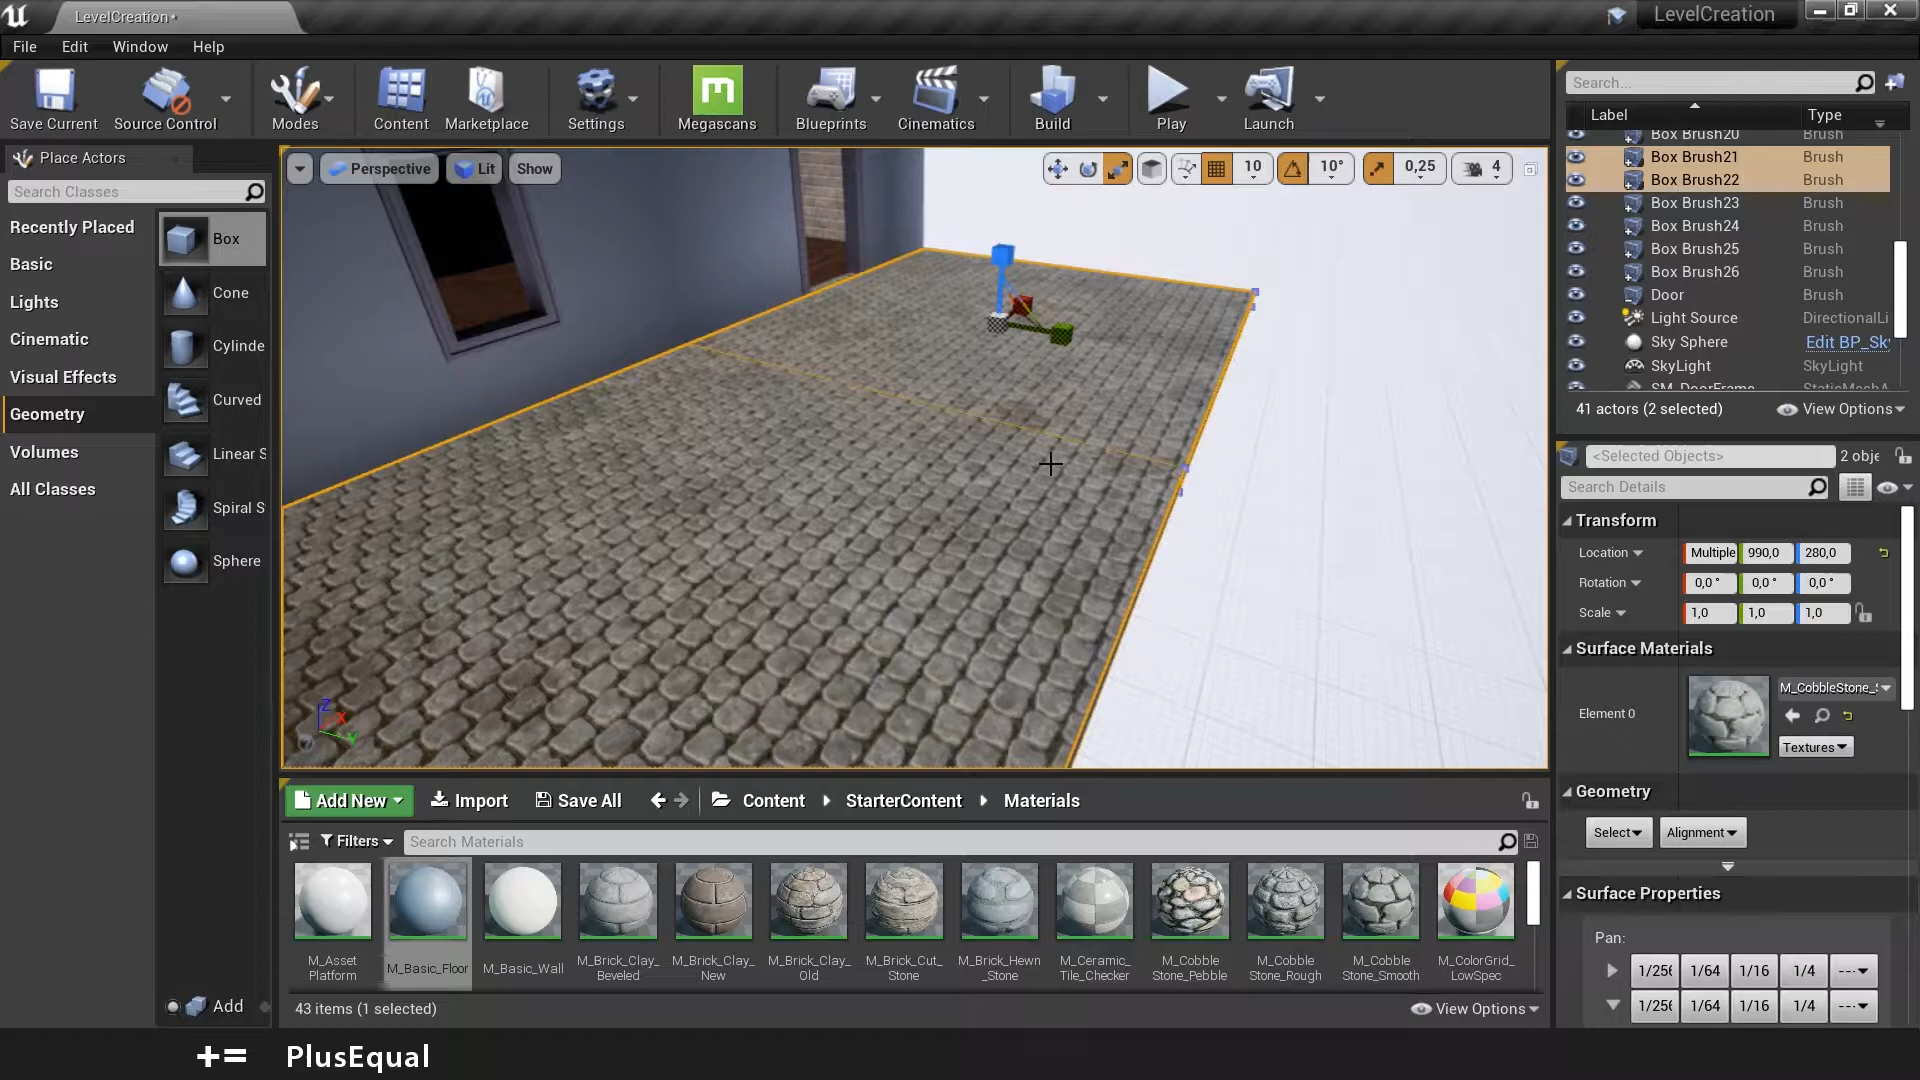 LevelCreation*
LevelCreation
File Edit Window Help
Save Current Source Control Modes Content Marketplace Settings Megascans Blueprints Cinematics Build Play Launch
Place Actors
Search Classes
Recently Placed
Basic
Lights
Cinematic
Visual Effects
Geometry
Volumes
All Classes
Box
Cone
Cylinde
Curved
Linear S
Spiral S
Sphere
Add
Perspective Lit Show
10 10° 0,25 4
Z X Y
Search...
Label Type
Box Brush20 Brush
Box Brush21 Brush
Box Brush22 Brush
Box Brush23 Brush
Box Brush24 Brush
Box Brush25 Brush
Box Brush26 Brush
Door Brush
Light Source DirectionalLi
Sky Sphere Edit BP_Sk
SkyLight SkyLight
SM_DoorFrame StaticMeshA
41 actors (2 selected) View Options
<Selected Objects> 2 obje
Search Details
Transform
Location Multiple 990,0 280,0
Rotation 0,0° 0,0° 0,0°
Scale 1,0 1,0 1,0
Surface Materials
Element 0
M_CobbleStone_S
Textures
Geometry
Select Alignment
Surface Properties
Pan:
1/256 1/64 1/16 1/4 ---
1/256 1/64 1/16 1/4 ---
Add New Import Save All Content StarterContent Materials
Filters Search Materials
M_Asset
Platform
M_Basic_Floor
M_Basic_Wall
M_Brick_Clay_
Beveled
M_Brick_Clay_
New
M_Brick_Clay_
Old
M_Brick_Cut_
Stone
M_Brick_Hewn
_Stone
M_Ceramic_
Tile_Checker
M_Cobble
Stone_Pebble
M_Cobble
Stone_Rough
M_Cobble
Stone_Smooth
M_ColorGrid_
LowSpec
43 items (1 selected) View Options
+= PlusEqual